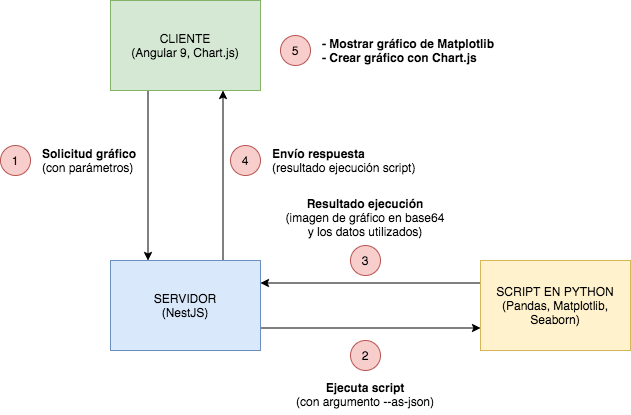 CLIENTE
(Angular 9, Chart.js)
5
- Mostrar gráfico de Matplotlib
- Crear gráfico con Chart.js
1
Solicitud gráfico
(con parámetros)
4
Envío respuesta
(resultado ejecución script)
Resultado ejecución
(imagen de gráfico en base64
y los datos utilizados)
3
SERVIDOR
(NestJS)
SCRIPT EN PYTHON
(Pandas, Matplotlib,
Seaborn)
2
Ejecuta script
(con argumento --as-json)